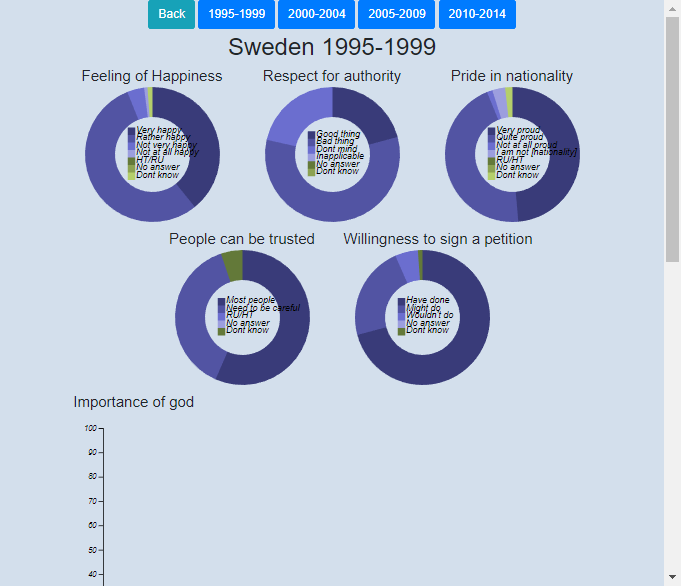 Back 1995-1999 2000-2004 2005-2009 2010-2014
Sweden 1995-1999
Feeling of Happiness
Very happy
Rather happy
Not very happy
Not at all happy
HT/RU
No answer
Dont know
Respect for authority
Good thing
Bad thing
Dont mind
Inapplicable
No answer
Dont know
Pride in nationality
Very proud
Quite proud
Not at all proud
I am not [nationality]
RU/HT
No answer
Dont know
People can be trusted
Most people
Need to be careful
RU/HT
No answer
Dont know
Willingness to sign a petition
Have done
Might do
Wouldn't do
No answer
Dont know
Importance of god
100
90
80
70
60
50
40